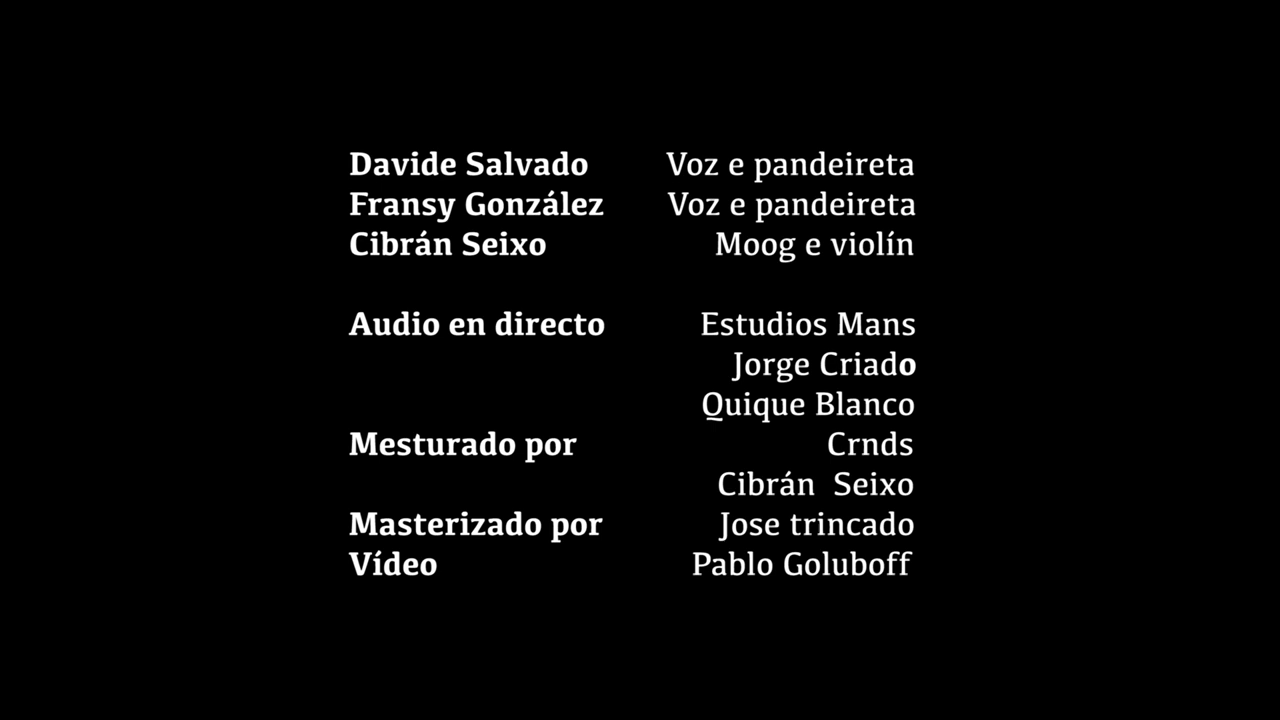 Davide Salvado Voz e pandeireta
Fransy González Voz e pandeireta
Cibrán Seixo Moog e violín
Audio en directo Estudios Mans
Jorge Criado
Quique Blanco
Mesturado por Crnds
Cibrán Seixo
Masterizado por Jose trincado
Vídeo Pablo Goluboff